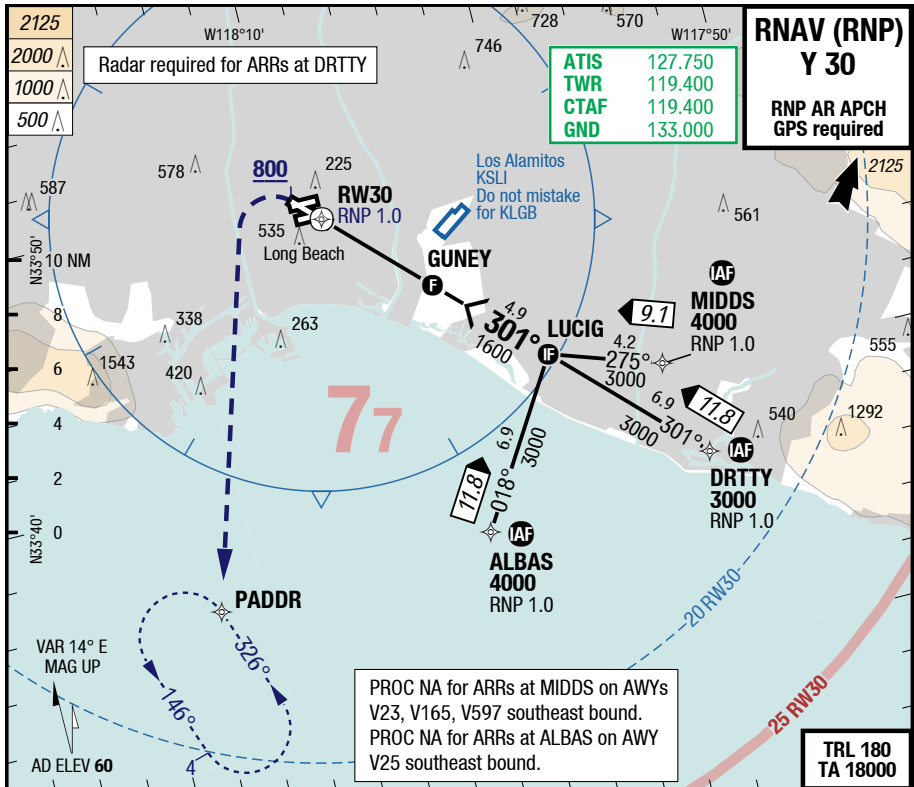 2125
2000
1000
500
Radar required for ARRs at DRTTY
W118°10'
W117°50'
728
570
746
ATIS 127.750
TWR 119.400
CTAF 119.400
GND 133.000
RNAV (RNP)
Y 30
RNP AR APCH
GPS required
2125
578
587
800
225
RW30
RNP 1.0
535
Long Beach
Los Alamitos
KSLI
Do not mistake
for KLGB
561
N33°50'
10 NM
8
6
4
2
0
N33°40'
GUNEY
F
IAF
MIDDS
4000
RNP 1.0
338
263
1543
420
4.9
301°
1600
LUCIG
IF
9.1
4.2
275°
3000
555
77
6.9
301°
3000
11.8
540
1292
IAF
DRTTY
3000
RNP 1.0
6.9
018°
3000
11.8
IAF
ALBAS
4000
RNP 1.0
PADDR
326°
146°
4
20 RW30
25 RW30
VAR 14° E
MAG UP
AD ELEV 60
PROC NA for ARRs at MIDDS on AWYs
V23, V165, V597 southeast bound.
PROC NA for ARRs at ALBAS on AWY
V25 southeast bound.
TRL 180
TA 18000